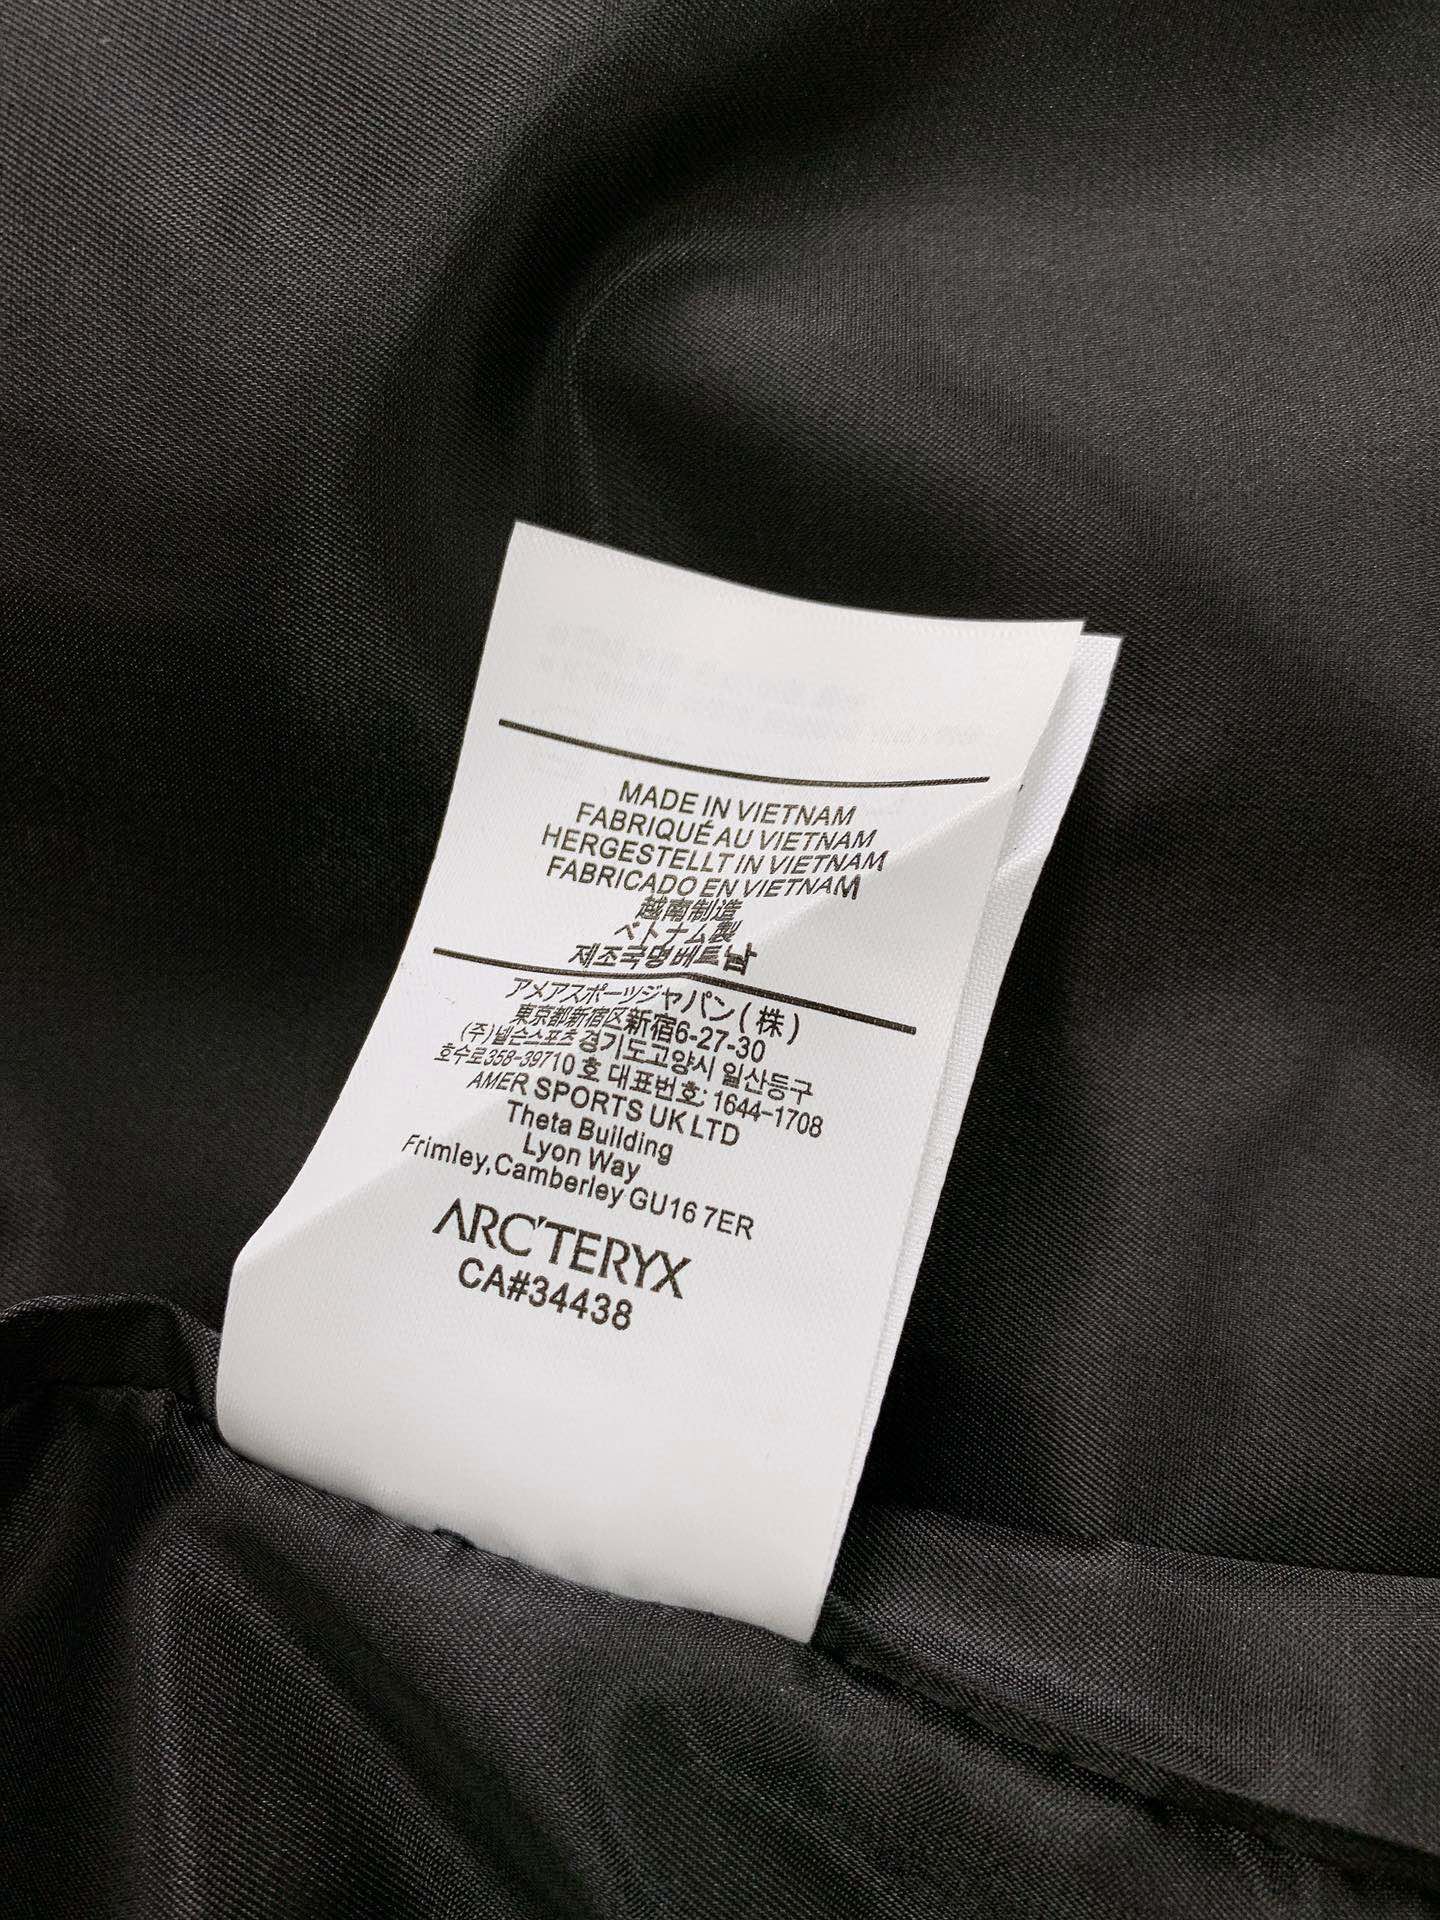 MADE IN VIETNAM
FABRIQUÉ AU VIETNAM
HERGESTELLT IN VIETNAM
FABRICADO EN VIETNAM
越南制造
ベトナム製
제조국명베트남
アメアスポーツジャパン(株)
東京都新宿区新宿6-27-30
(주)넬슨스포츠 경기도고양시 일산동구
호수로358-39710 호 대표번호: 1644-1708
AMER SPORTS UK LTD
Theta Building
Lyon Way
Frimley,Camberley GU16 7ER
ARC'TERYX
CA#34438